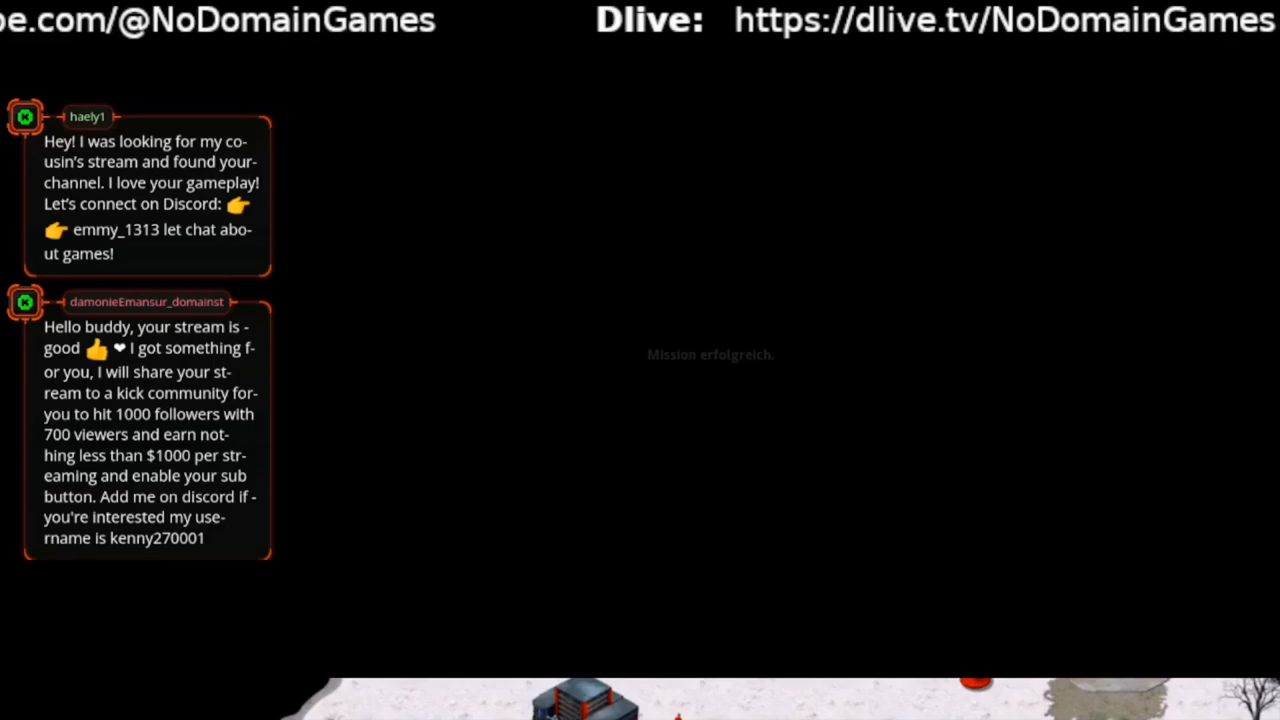 be.com/@NoDomainGames Dlive: https://dlive.tv/NoDomainGames
haely1
Hey! I was looking for my co-
usin's stream and found your-
channel. I love your gameplay!
Let's connect on Discord: 👉
👉 emmy_1313 let chat abo-
ut games!
damonieEmansur_domainst
Hello buddy, your stream is -
good 👍 ❤ I got something f-
or you, I will share your st-
ream to a kick community for-
you to hit 1000 followers with
700 viewers and earn not-
hing less than $1000 per str-
eaming and enable your sub
button. Add me on discord if -
you're interested my use-
rname is kenny270001
Mission erfolgreich.